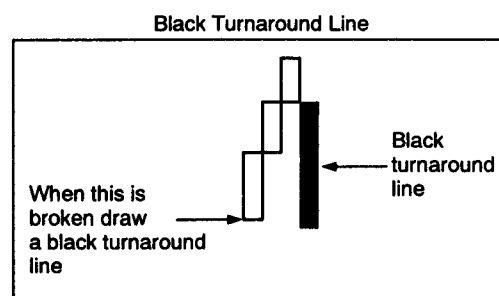 Black Turnaround Line
Black
turnaround
line
When this is
broken draw
a black turnaround
line